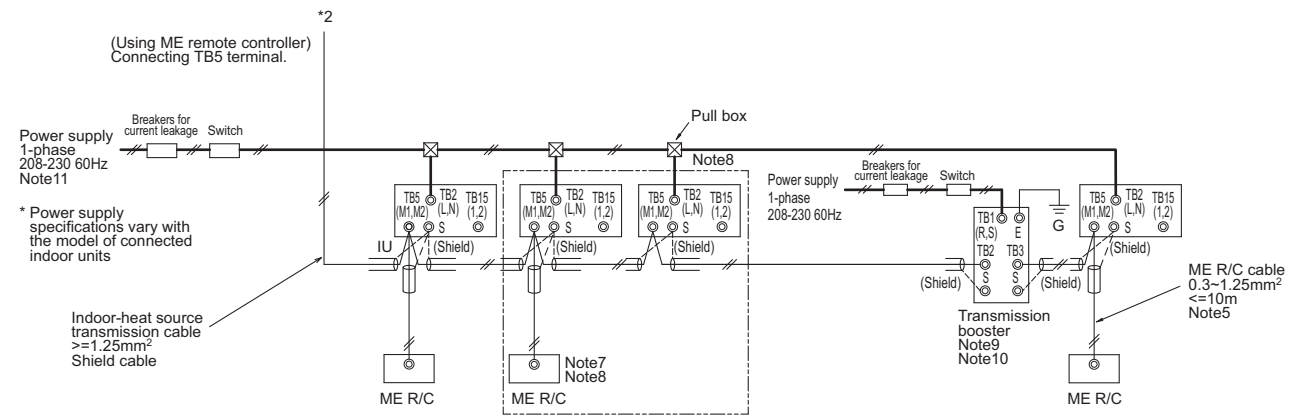 *2
(Using ME remote controller)
Connecting TB5 terminal.
Power supply
1-phase
208-230 60Hz
Note11
Breakers for
current leakage
Switch
* Power supply
specifications vary with
the model of connected
indoor units
Pull box
Note8
TB5
(M1,M2)
TB2
(L,N)
TB15
(1,2)
S
IU
(Shield)
TB5
(M1,M2)
TB2
(L,N)
TB15
(1,2)
S
(Shield)
TB5
(M1,M2)
TB2
(L,N)
TB15
(1,2)
S
(Shield)
Power supply
1-phase
208-230 60Hz
Breakers for
current leakage
Switch
TB1
(R,S)
E
G
TB2
TB3
S
S
(Shield)
(Shield)
Transmission
booster
Note9
Note10
TB5
(M1,M2)
TB2
(L,N)
TB15
(1,2)
S
(Shield)
ME R/C cable
0.3~1.25mm²
<=10m
Note5
Indoor-heat source
transmission cable
>=1.25mm²
Shield cable
ME R/C
Note7
Note8
ME R/C
ME R/C